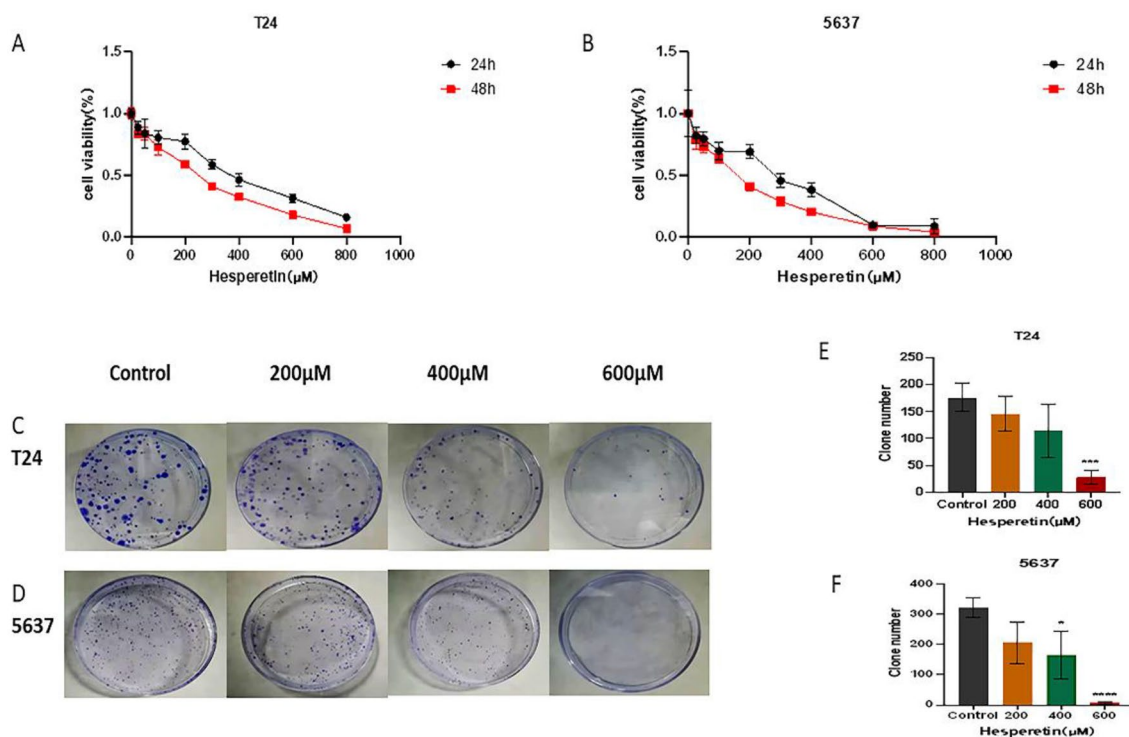 A
T24
cell viability(%)
1.5
1.0
0.5
0.0
0 200 400 600 800 1000
Hesperetin(μM)
24h
48h
B
5637
cell viability(%)
1.5
1.0
0.5
0.0
0 200 400 600 800 1000
Hesperetin(μM)
24h
48h
Control 200μM 400μM 600μM
C
T24
D
5637
E
T24
Clone number
250
200
150
100
50
0
***
Control 200 400 600
Hesperetin(μM)
F
5637
Clone number
400
300
200
100
0
*
****
Control 200 400 600
Hesperetin(μM)